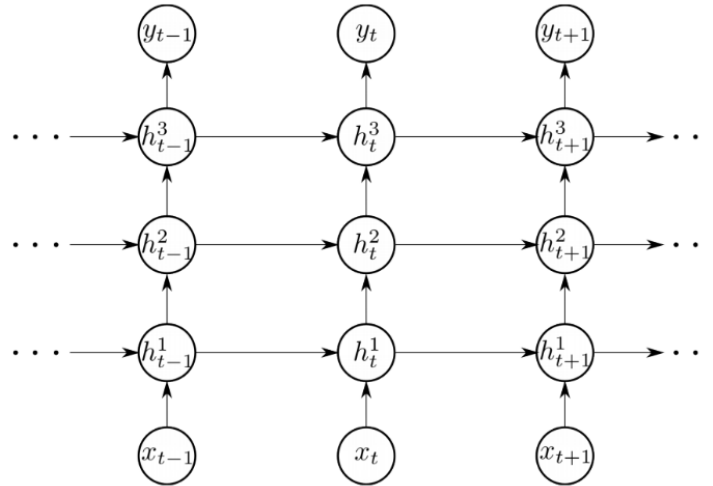 y_{t−1} y_t y_{t+1}
· · · h^3_{t−1} h^3_t h^3_{t+1} · ·
· · · h^2_{t−1} h^2_t h^2_{t+1} · ·
· · · h^1_{t−1} h^1_t h^1_{t+1} · ·
x_{t−1} x_t x_{t+1}